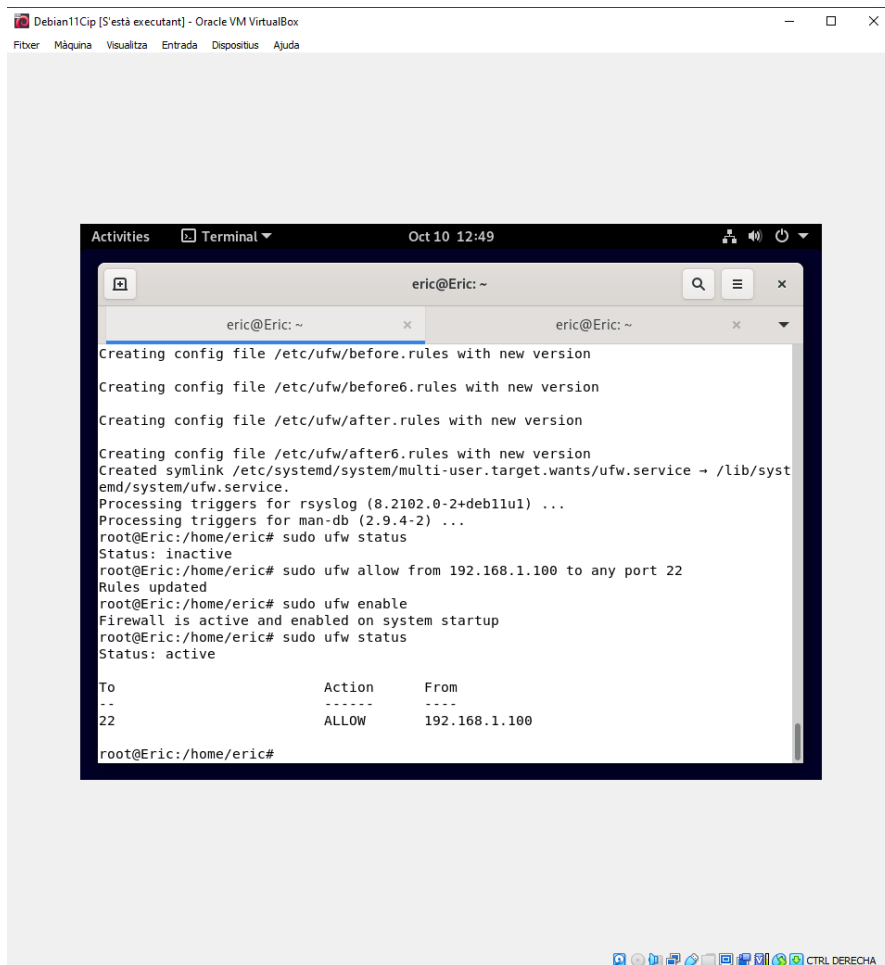 Debian11Cip [S'està executant] - Oracle VM VirtualBox
Fitxer Màquina Visualitza Entrada Dispositius Ajuda
Activities Terminal Oct 10 12:49
eric@Eric: ~
eric@Eric: ~ eric@Eric: ~
Creating config file /etc/ufw/before.rules with new version
Creating config file /etc/ufw/before6.rules with new version
Creating config file /etc/ufw/after.rules with new version
Creating config file /etc/ufw/after6.rules with new version
Created symlink /etc/systemd/system/multi-user.target.wants/ufw.service → /lib/syst
emd/system/ufw.service.
Processing triggers for rsyslog (8.2102.0-2+deb11u1) ...
Processing triggers for man-db (2.9.4-2) ...
root@Eric:/home/eric# sudo ufw status
Status: inactive
root@Eric:/home/eric# sudo ufw allow from 192.168.1.100 to any port 22
Rules updated
root@Eric:/home/eric# sudo ufw enable
Firewall is active and enabled on system startup
root@Eric:/home/eric# sudo ufw status
Status: active
To Action From
-- ------ ----
22 ALLOW 192.168.1.100
root@Eric:/home/eric#
CTRL DERECHA